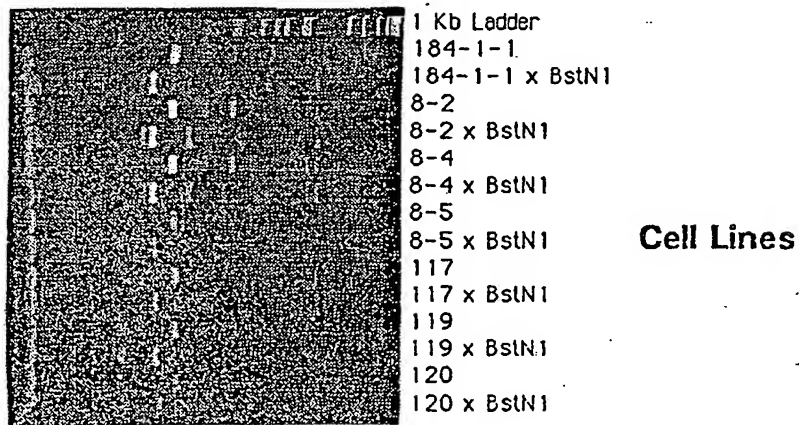 1 Kb Ladder
184-1-1
184-1-1 x BstN1
8-2
8-2 x BstN1
8-4
8-4 x BstN1
8-5
8-5 x BstN1
Cell Lines
117
117 x BstN1
119
119 x BstN1
120
120 x BstN1